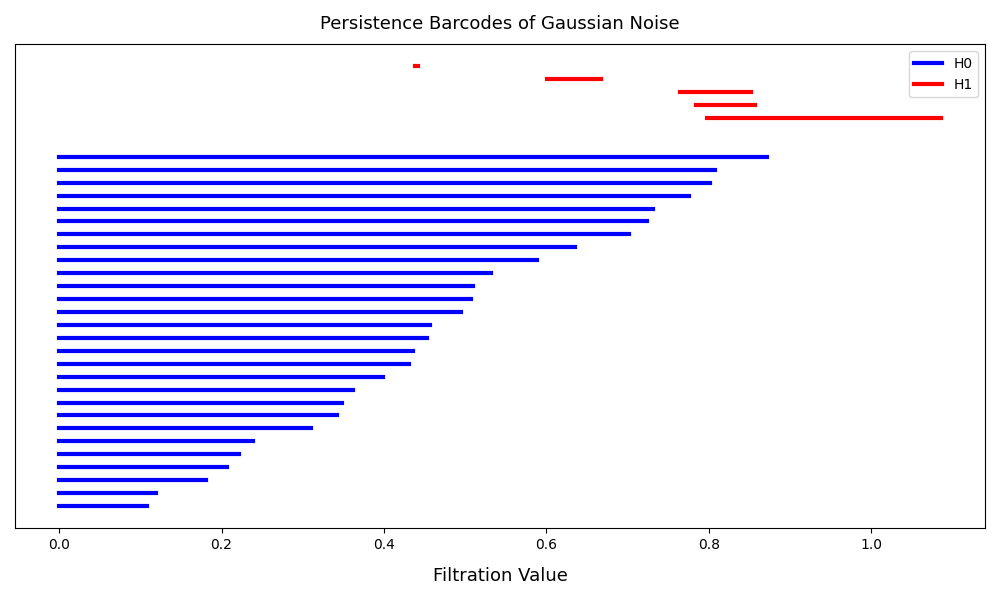 Persistence Barcodes of Gaussian Noise
H0
H1
0.0 0.2 0.4 0.6 0.8 1.0
Filtration Value